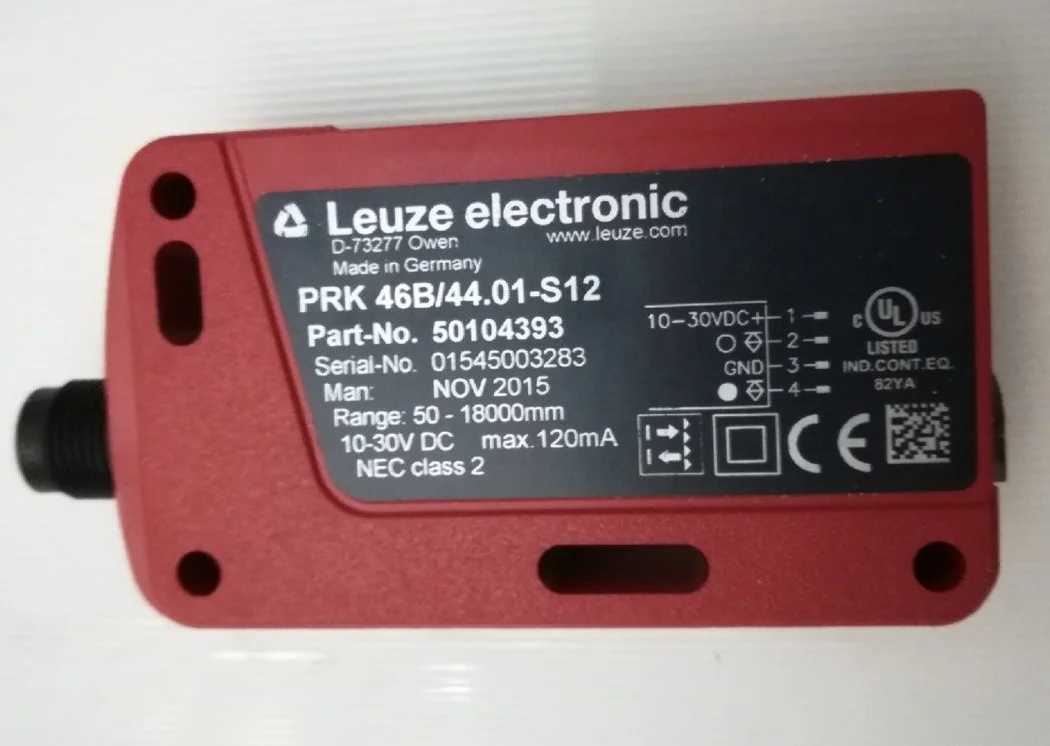 Leuze electronic
D-73277 Owen
www.leuze.com
Made in Germany
PRK 46B/44.01-S12
Part-No. 50104393
Serial-No. 01545003283
Man: NOV 2015
Range: 50 - 18000mm
10-30V DC max.120mA
NEC class 2
10-30VDC+ 1
2
GND 3
4
C UL US
LISTED
IND.CONT.EQ.
82YA
CE